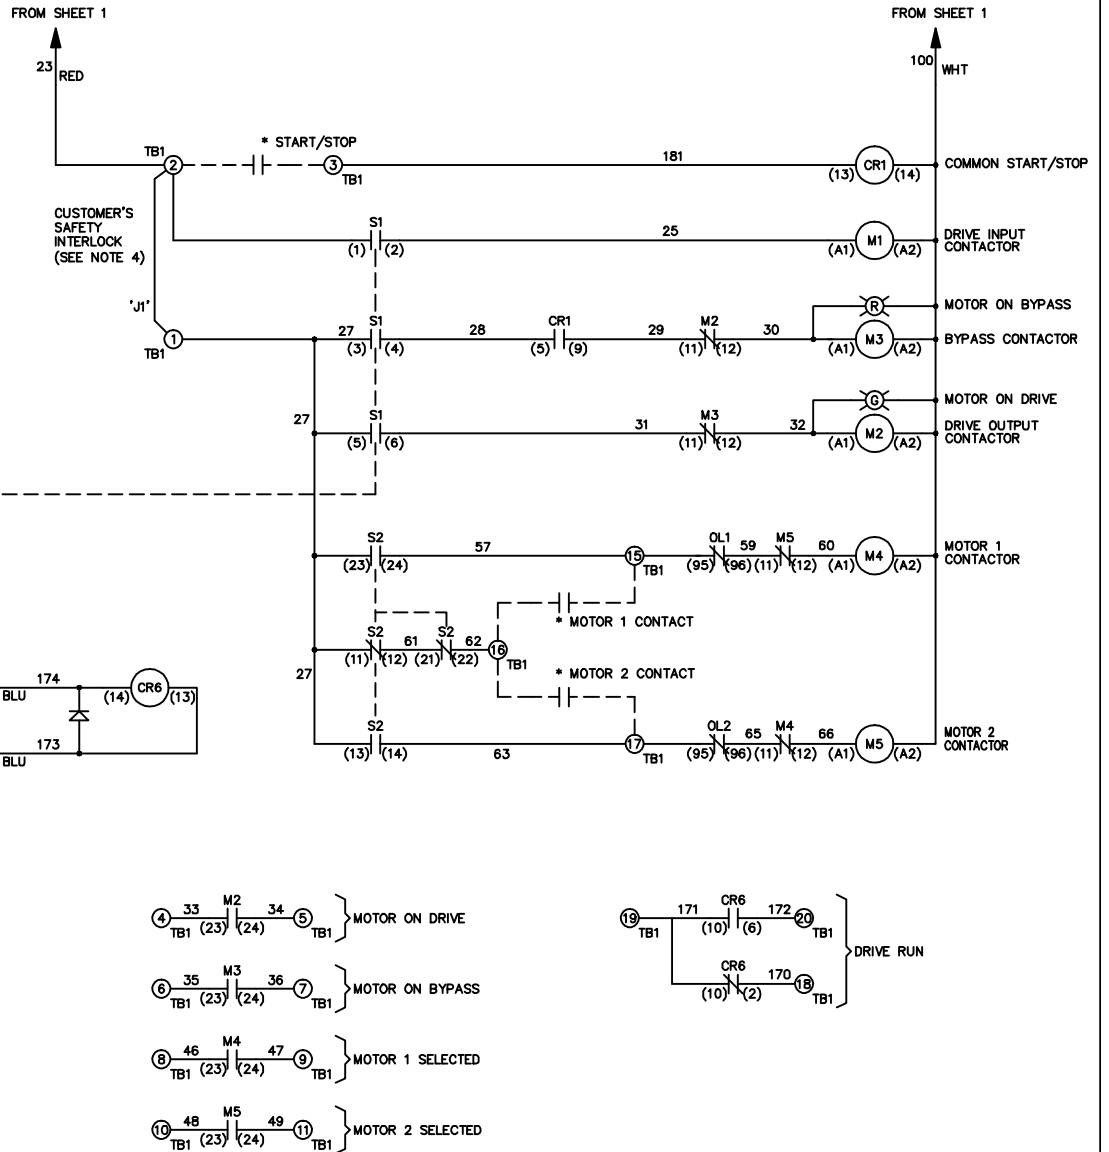 FROM SHEET 1
FROM SHEET 1
23 RED
100 WHT
* START/STOP
TB1 2 3 TB1 181 (13) CR1 (14) COMMON START/STOP
CUSTOMER'S
SAFETY
INTERLOCK
(SEE NOTE 4)
S1
(1) (2) 25 (A1) M1 (A2) DRIVE INPUT
CONTACTOR
'J1'
R MOTOR ON BYPASS
TB1 1 27 S1 (3) (4) 28 CR1 (5) (9) 29 M2 (11) (12) 30 (A1) M3 (A2) BYPASS CONTACTOR
G MOTOR ON DRIVE
27 S1 (5) (6) 31 M3 (11) (12) 32 (A1) M2 (A2) DRIVE OUTPUT
CONTACTOR
S2 (23) (24) 57 15 TB1 OL1 (95) (96) 59 M5 (11) (12) 60 (A1) M4 (A2) MOTOR 1
CONTACTOR
* MOTOR 1 CONTACT
S2 (11) (12) 61 S2 (21) (22) 62 16 TB1
* MOTOR 2 CONTACT
27
S2 (13) (14) 63 17 TB1 OL2 (95) (96) 65 M4 (11) (12) 66 (A1) M5 (A2) MOTOR 2
CONTACTOR
174 BLU (14) CR6 (13)
173 BLU
4 TB1 33 M2 (23) (24) 34 5 TB1 MOTOR ON DRIVE
6 TB1 35 M3 (23) (24) 36 7 TB1 MOTOR ON BYPASS
8 TB1 46 M4 (23) (24) 47 9 TB1 MOTOR 1 SELECTED
10 TB1 48 M5 (23) (24) 49 11 TB1 MOTOR 2 SELECTED
19 TB1 171 CR6 (10) (6) 172 20 TB1
DRIVE RUN
CR6 (10) (2) 170 18 TB1